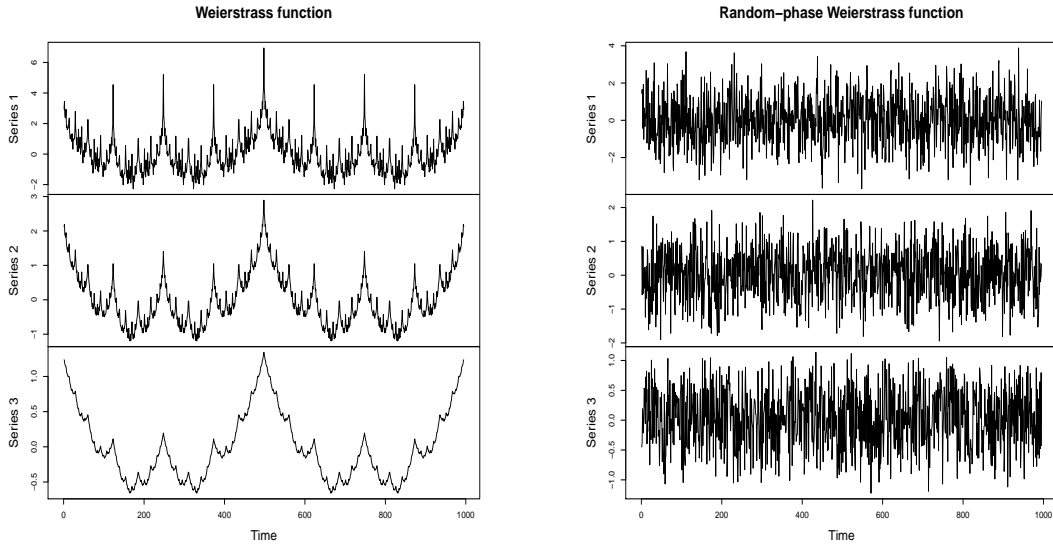 Weierstrass function
Series 1
−2 0 2 4 6
Series 2
−1 0 1 2 3
Series 3
−0.5 0.0 0.5 1.0
0 200 400 600 800 1000
Time
Random−phase Weierstrass function
Series 1
−2 0 2 4
Series 2
−2 −1 0 1 2
Series 3
−1.0 −0.5 0.0 0.5 1.0
0 200 400 600 800 1000
Time